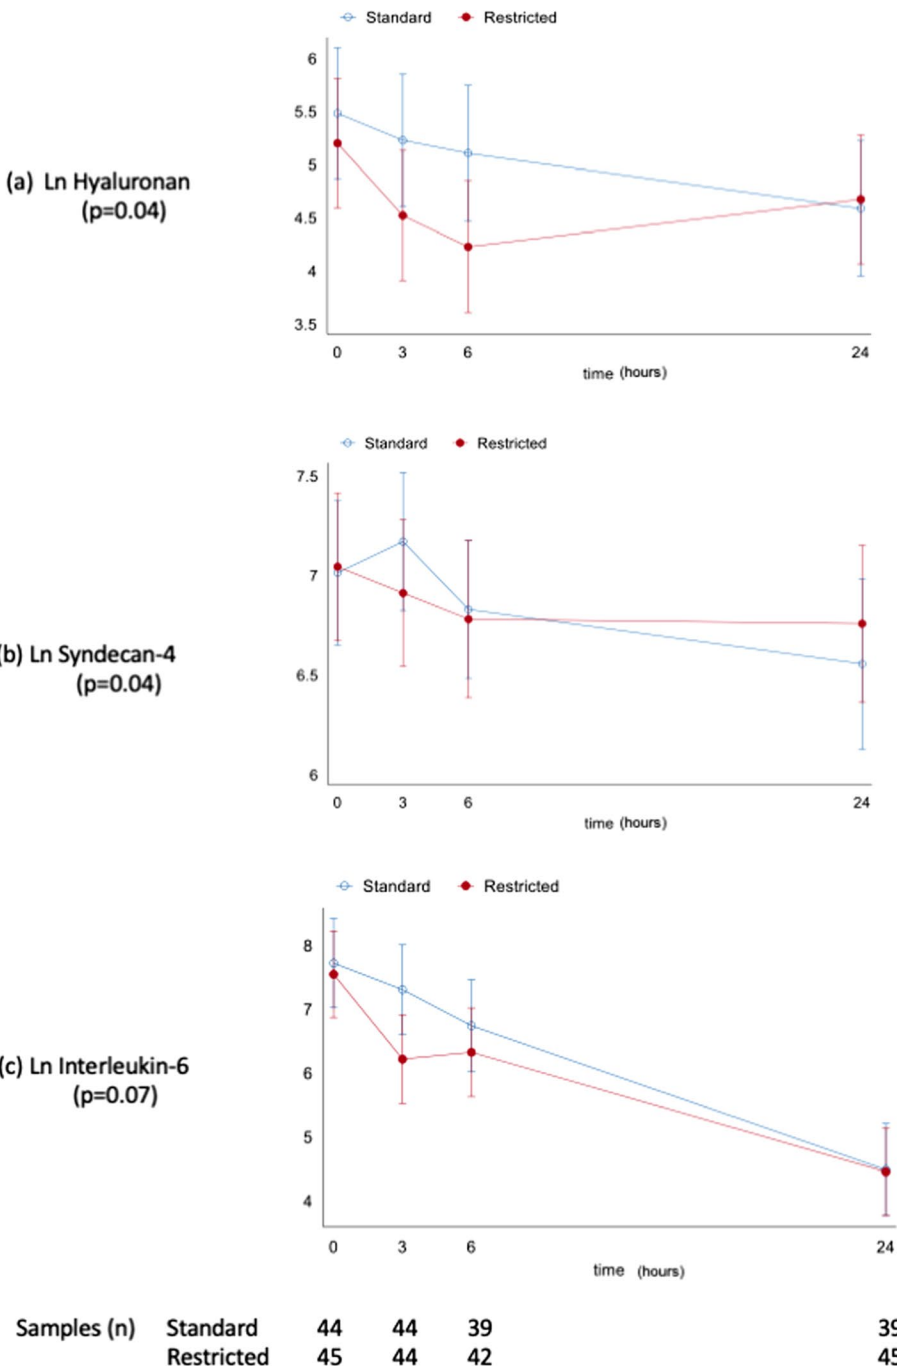 Standard Restricted
6
5.5
5
(a) Ln Hyaluronan
(p=0.04)
4.5
4
3.5
0 3 6 24
time (hours)
Standard Restricted
7.5
7
(b) Ln Syndecan-4
(p=0.04)
6.5
6
0 3 6 24
time (hours)
Standard Restricted
8
7
(c) Ln Interleukin-6
(p=0.07)
6
5
4
0 3 6 24
time (hours)
Samples (n) Standard 44 44 39 39
Restricted 45 44 42 45